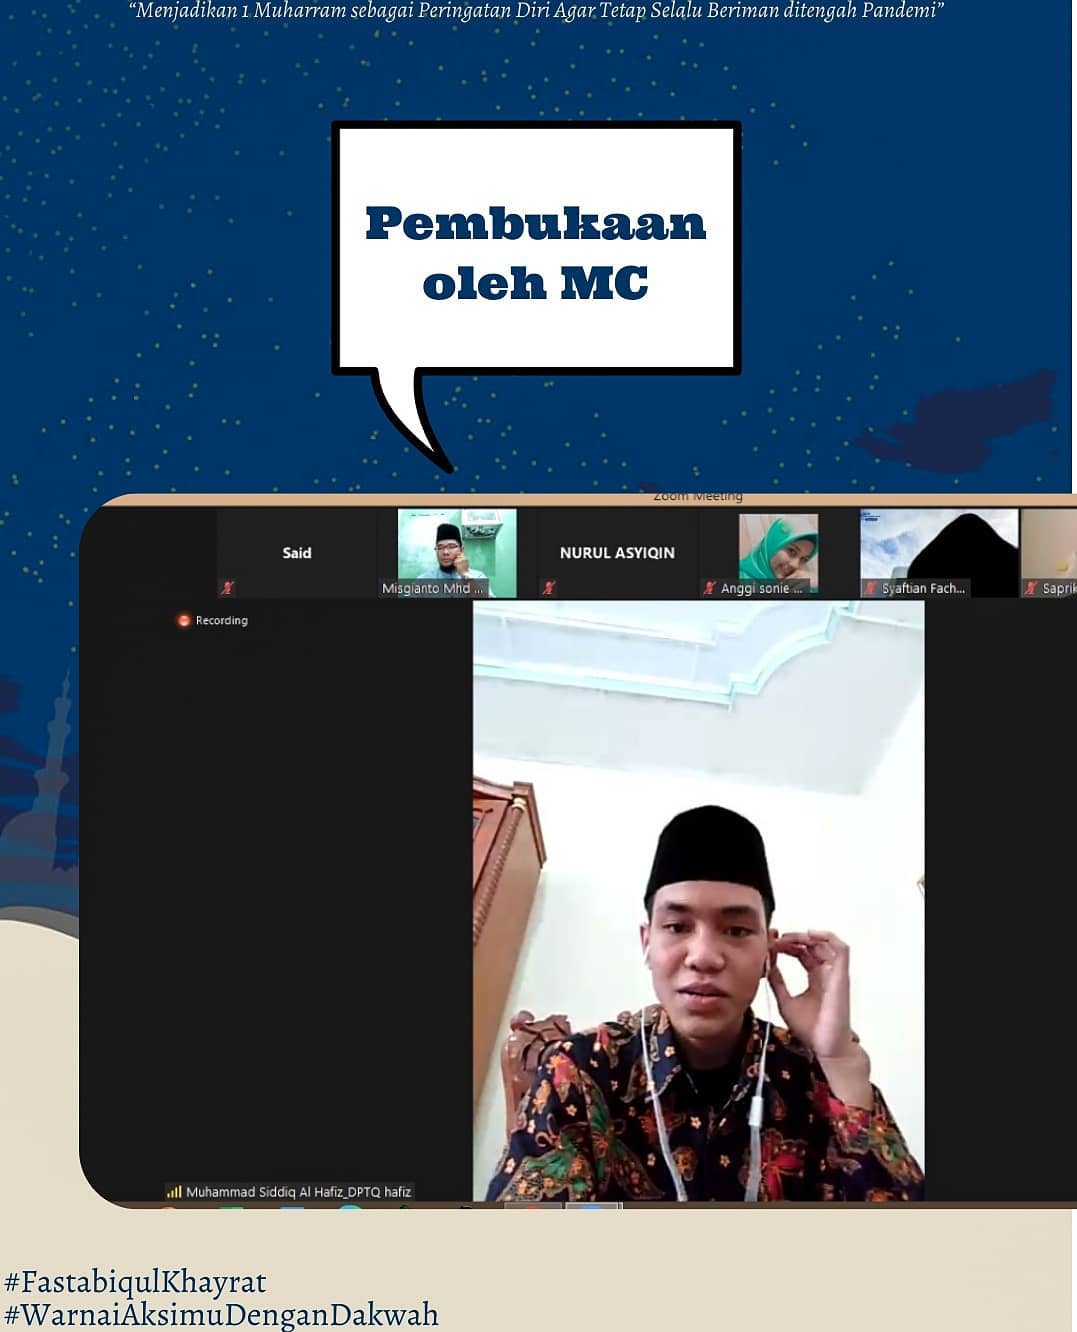 “Menjadikan 1 Muharram sebagai Peringatan Diri Agar Tetap Selalu Beriman ditengah Pandemi”
Pembukaan
oleh MC
Zoom Meeting
Said
NURUL ASYIQIN
Misgianto Mhd ...
Anggi sonie ...
Syaftian Fach...
Saprik
Recording
Muhammad Siddiq Al Hafiz_DPTQ hafiz
#FastabiqulKhayrat
#WarnaiAksimuDenganDakwah